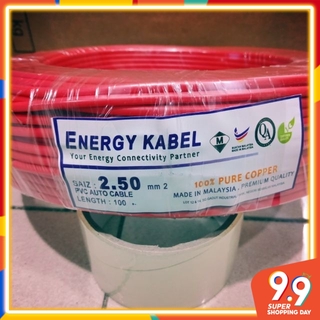 ENERGY KABEL
Your Energy Connectivity Partner
SAIZ : 2.50 mm 2
PVC AUTO CABLE
LENGTH : 100
M
QA
100% PURE COPPER
MADE IN MALAYSIA , PREMIUM QUALITY
9.9
SUPER
SHOPPING DAY